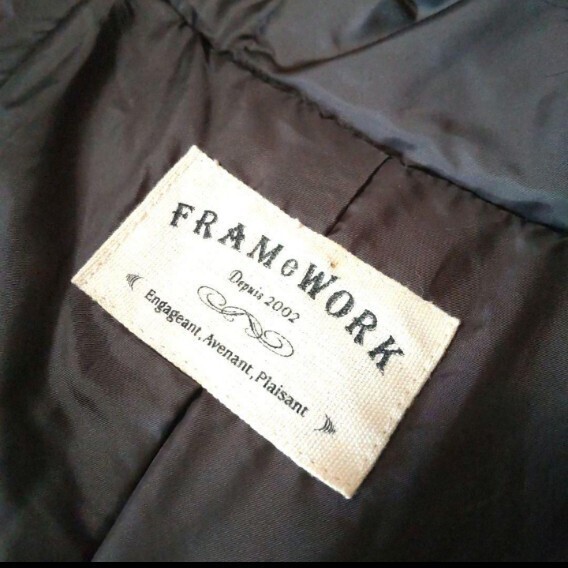 FRAMeWORK
Depuis 2002
Engageant, Avenant, Plaisant